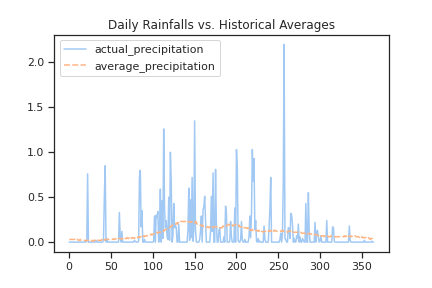 Daily Rainfalls vs. Historical Averages
actual_precipitation
average_precipitation
2.0
1.5
1.0
0.5
0.0
0 50 100 150 200 250 300 350